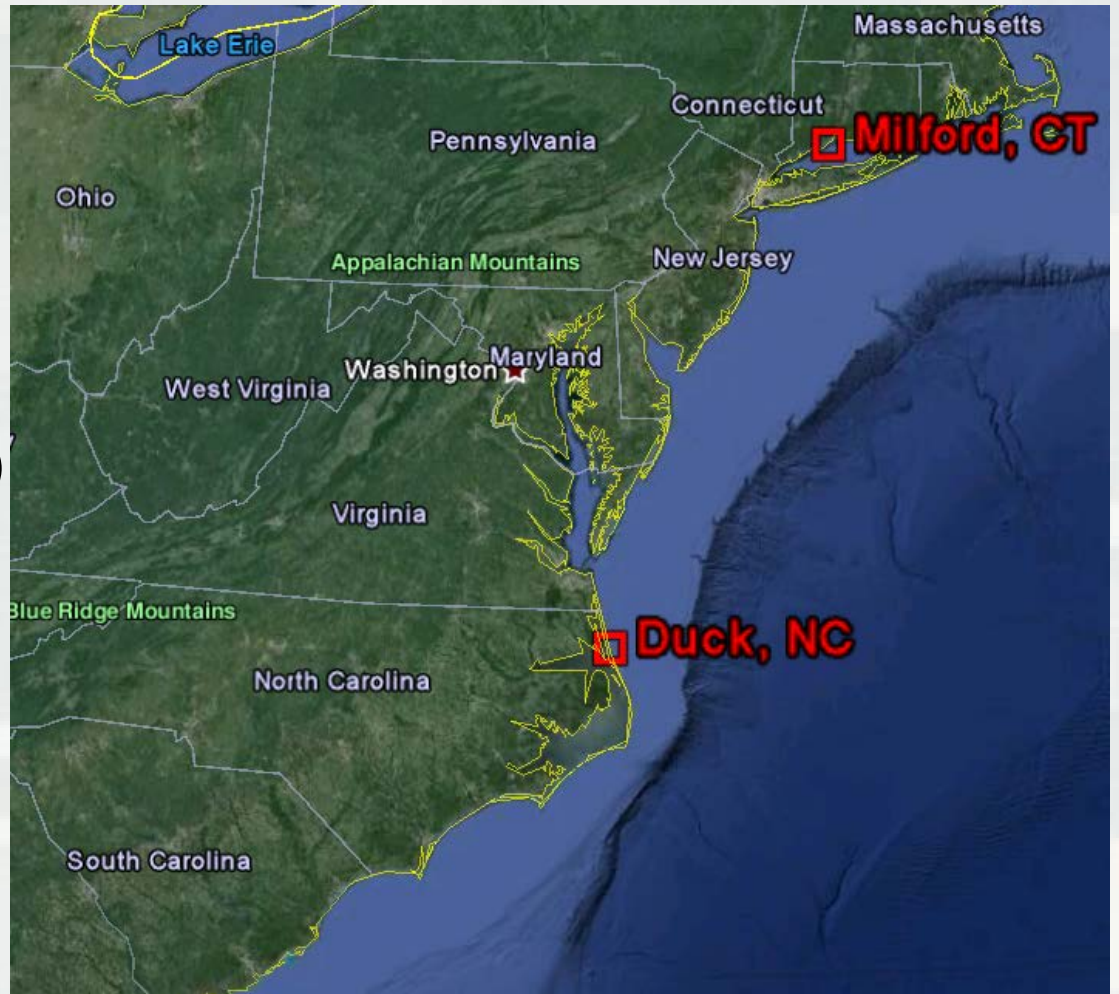 Massachusetts
Lake Erie
Connecticut
Milford, CT
Pennsylvania
Ohio
New Jersey
Appalachian Mountains
Maryland
Washington
West Virginia
)
Virginia
Blue Ridge Mountains
Duck, NC
North Carolina
South Carolina